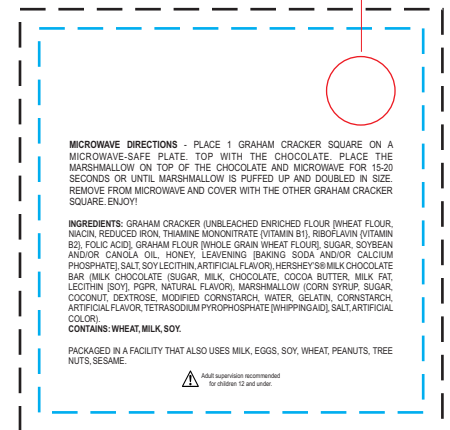 MICROWAVE DIRECTIONS - PLACE 1 GRAHAM CRACKER SQUARE ON A
MICROWAVE-SAFE PLATE. TOP WITH THE CHOCOLATE. PLACE THE
MARSHMALLOW ON TOP OF THE CHOCOLATE AND MICROWAVE FOR 15-20
SECONDS OR UNTIL MARSHMALLOW IS PUFFED UP AND DOUBLED IN SIZE.
REMOVE FROM MICROWAVE AND COVER WITH THE OTHER GRAHAM CRACKER
SQUARE. ENJOY!
INGREDIENTS: GRAHAM CRACKER (UNBLEACHED ENRICHED FLOUR [WHEAT FLOUR,
NIACIN, REDUCED IRON, THIAMINE MONONITRATE [VITAMIN B1], RIBOFLAVIN [VITAMIN
B2], FOLIC ACID], GRAHAM FLOUR [WHOLE GRAIN WHEAT FLOUR], SUGAR, SOYBEAN
AND/OR CANOLA OIL, HONEY, LEAVENING [BAKING SODA AND/OR CALCIUM
PHOSPHATE], SALT, SOY LECITHIN, ARTIFICIAL FLAVOR), HERSHEY'S® MILK CHOCOLATE
BAR (MILK CHOCOLATE (SUGAR, MILK, CHOCOLATE, COCOA BUTTER, MILK FAT,
LECITHIN [SOY], PGPR, NATURAL FLAVOR), MARSHMALLOW (CORN SYRUP, SUGAR,
COCONUT, DEXTROSE, MODIFIED CORNSTARCH, WATER, GELATIN, CORNSTARCH,
ARTIFICIAL FLAVOR, TETRASODIUM PYROPHOSPHATE [WHIPPING AID], SALT, ARTIFICIAL
COLOR).
CONTAINS: WHEAT, MILK, SOY.
PACKAGED IN A FACILITY THAT ALSO USES MILK, EGGS, SOY, WHEAT, PEANUTS, TREE
NUTS, SESAME.
Adult supervision recommended
for children 12 and under.